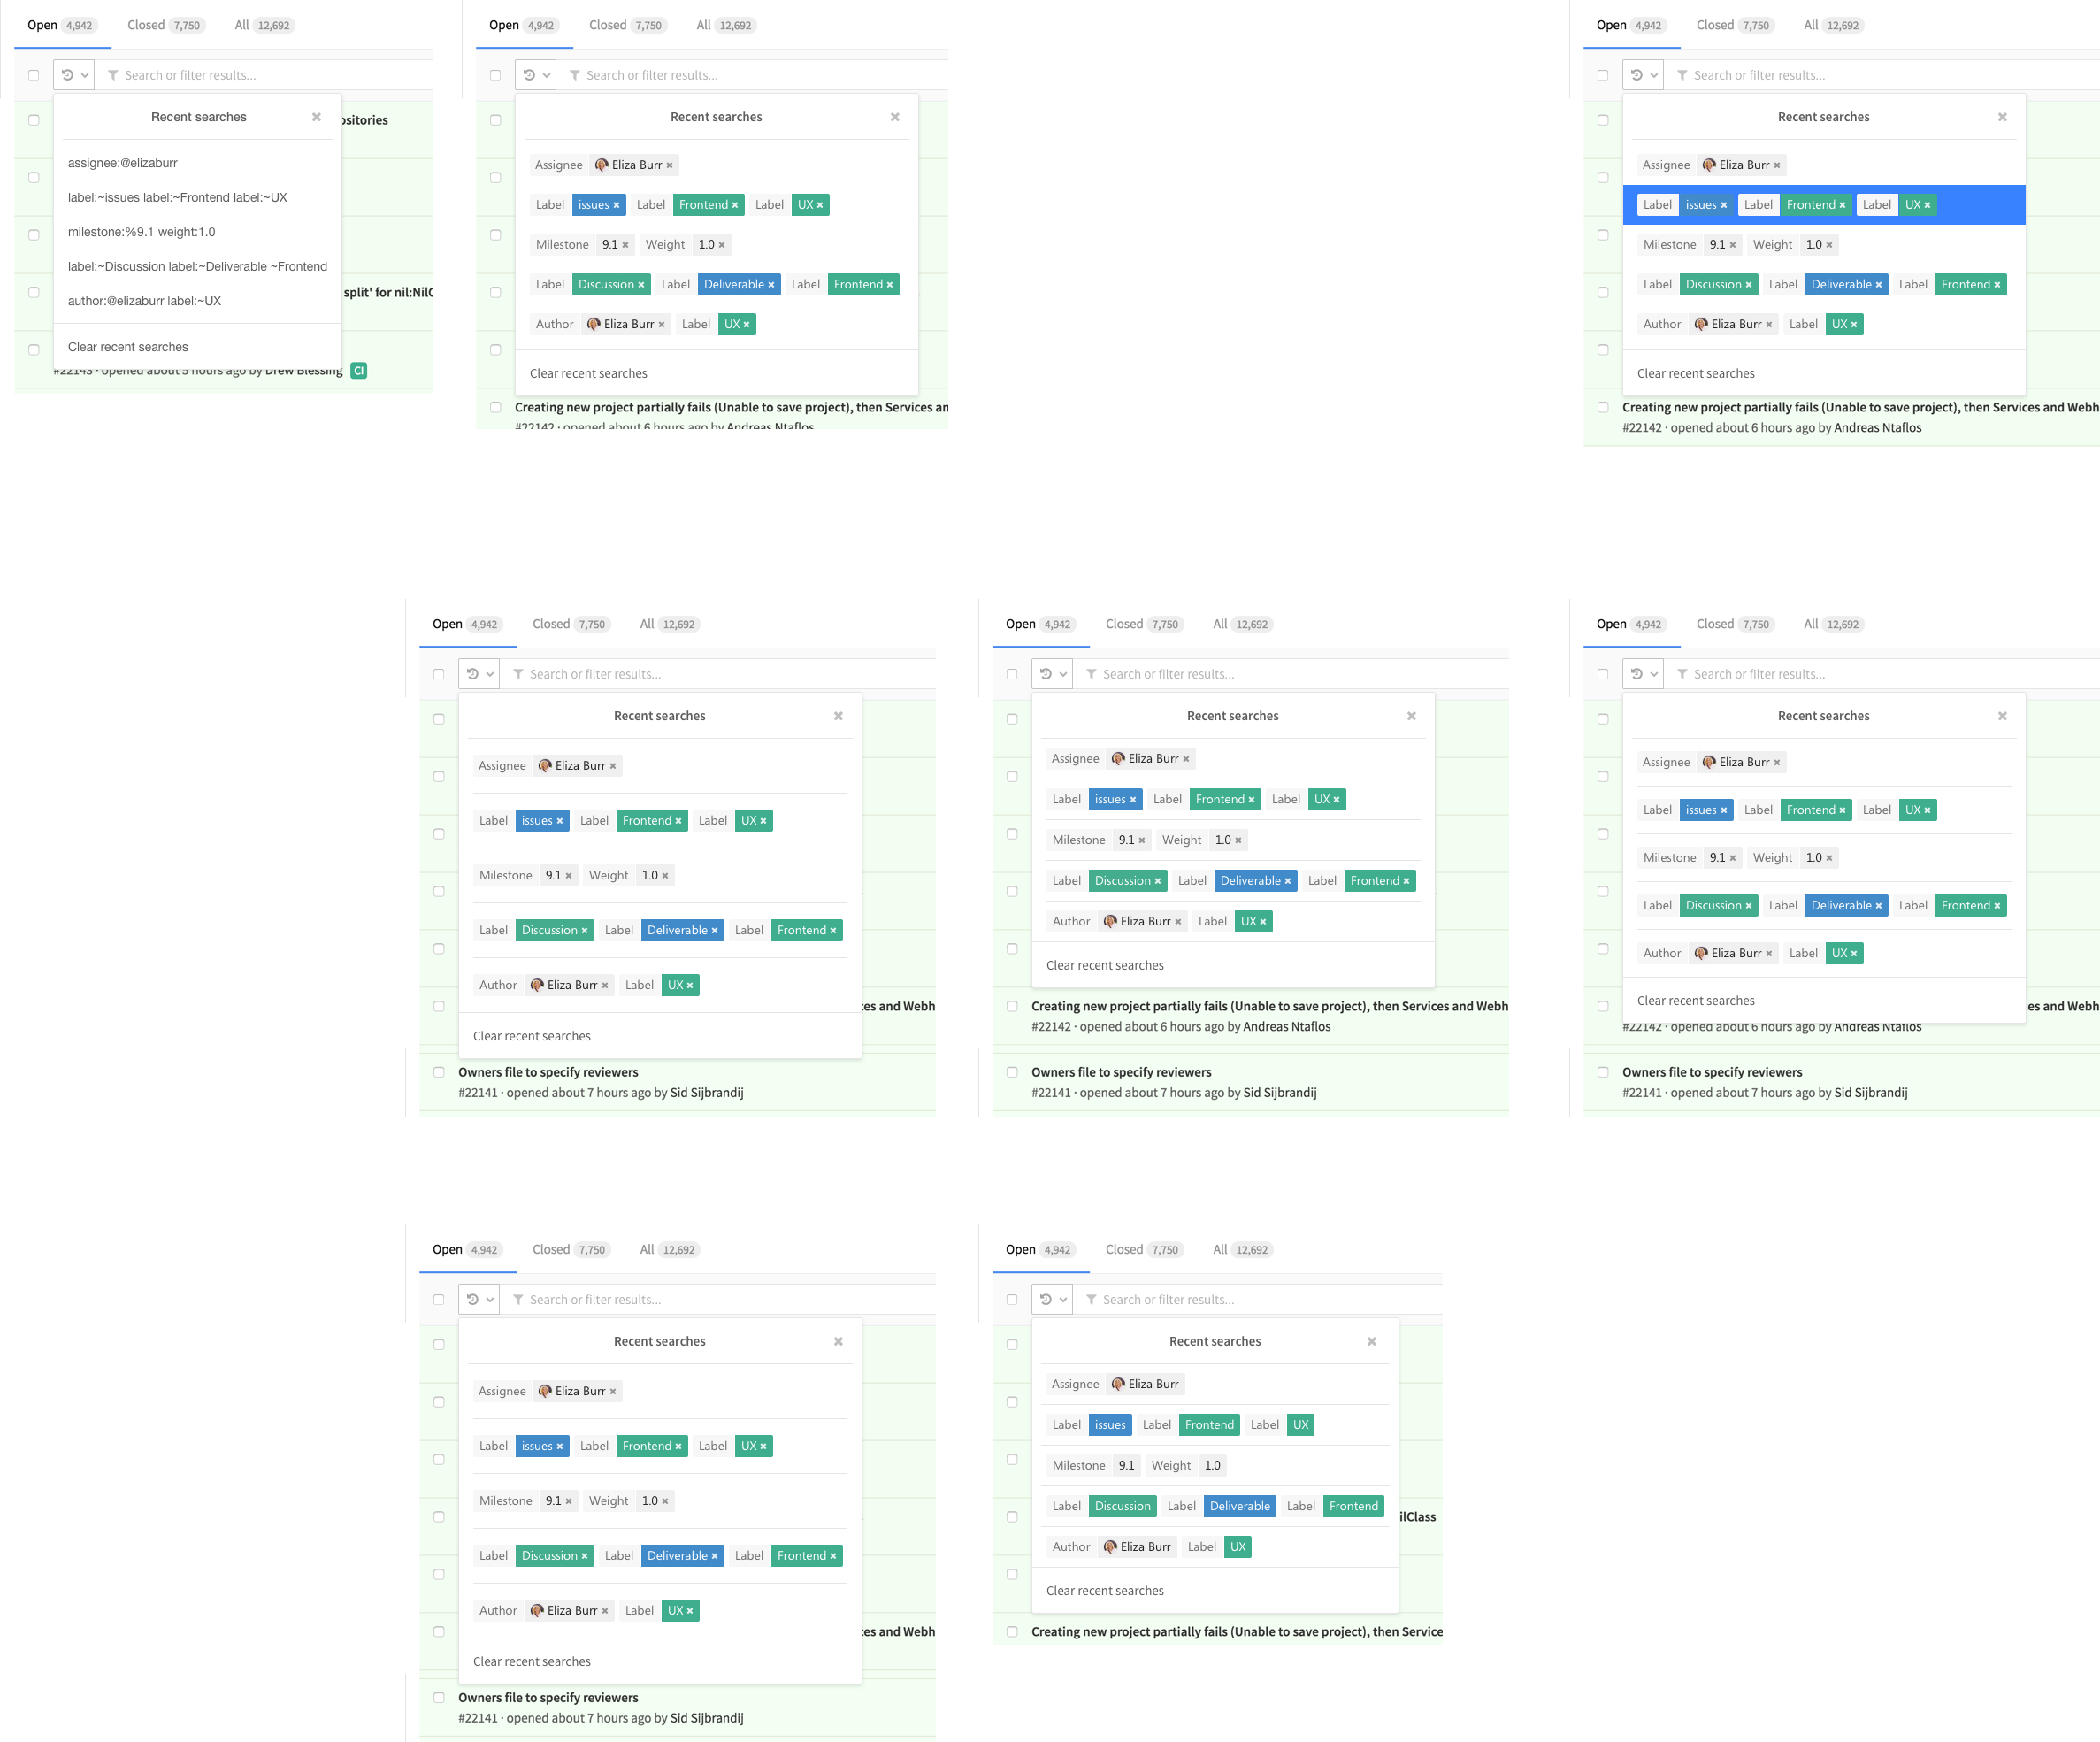 Open 4,942 Closed 7,750 All 12,692
Search or filter results...
Recent searches
ositories
assignee:@elizaburr
label:~issues label:~Frontend label:~UX
milestone:%9.1 weight:1.0
label:~Discussion label:~Deliverable ~Frontend
split' for nil:NilC
author:@elizaburr label:~UX
Clear recent searches
#22143 · opened about 5 hours ago by Drew Blessing CI
Open 4,942 Closed 7,750 All 12,692
Search or filter results...
Recent searches
Assignee Eliza Burr
Label issues Label Frontend Label UX
Milestone 9.1 Weight 1.0
Label Discussion Label Deliverable Label Frontend
Author Eliza Burr Label UX
Clear recent searches
Creating new project partially fails (Unable to save project), then Services an
#22142 · opened about 6 hours ago by Andreas Ntaflos
Open 4,942 Closed 7,750 All 12,692
Search or filter results...
Recent searches
Assignee Eliza Burr
Label issues Label Frontend Label UX
Milestone 9.1 Weight 1.0
Label Discussion Label Deliverable Label Frontend
Author Eliza Burr Label UX
Clear recent searches
Creating new project partially fails (Unable to save project), then Services and Webh
#22142 · opened about 6 hours ago by Andreas Ntaflos
Open 4,942 Closed 7,750 All 12,692
Search or filter results...
Recent searches
Assignee Eliza Burr
Label issues Label Frontend Label UX
Milestone 9.1 Weight 1.0
Label Discussion Label Deliverable Label Frontend
Author Eliza Burr Label UX
ces and Webh
Clear recent searches
Owners file to specify reviewers
#22141 · opened about 7 hours ago by Sid Sijbrandij
Open 4,942 Closed 7,750 All 12,692
Search or filter results...
Recent searches
Assignee Eliza Burr
Label issues Label Frontend Label UX
Milestone 9.1 Weight 1.0
Label Discussion Label Deliverable Label Frontend
Author Eliza Burr Label UX
Clear recent searches
Creating new project partially fails (Unable to save project), then Services and Webh
#22142 · opened about 6 hours ago by Andreas Ntaflos
Owners file to specify reviewers
#22141 · opened about 7 hours ago by Sid Sijbrandij
Open 4,942 Closed 7,750 All 12,692
Search or filter results...
Recent searches
Assignee Eliza Burr
Label issues Label Frontend Label UX
Milestone 9.1 Weight 1.0
Label Discussion Label Deliverable Label Frontend
Author Eliza Burr Label UX
Clear recent searches
ces and Webh
#22142 · opened about 6 hours ago by Andreas Ntaflos
Owners file to specify reviewers
#22141 · opened about 7 hours ago by Sid Sijbrandij
Open 4,942 Closed 7,750 All 12,692
Search or filter results...
Recent searches
Assignee Eliza Burr
Label issues Label Frontend Label UX
Milestone 9.1 Weight 1.0
Label Discussion Label Deliverable Label Frontend
Author Eliza Burr Label UX
ces and Webh
Clear recent searches
Owners file to specify reviewers
#22141 · opened about 7 hours ago by Sid Sijbrandij
Open 4,942 Closed 7,750 All 12,692
Search or filter results...
Recent searches
Assignee Eliza Burr
Label issues Label Frontend Label UX
Milestone 9.1 Weight 1.0
Label Discussion Label Deliverable Label Frontend
ilClass
Author Eliza Burr Label UX
Clear recent searches
Creating new project partially fails (Unable to save project), then Service